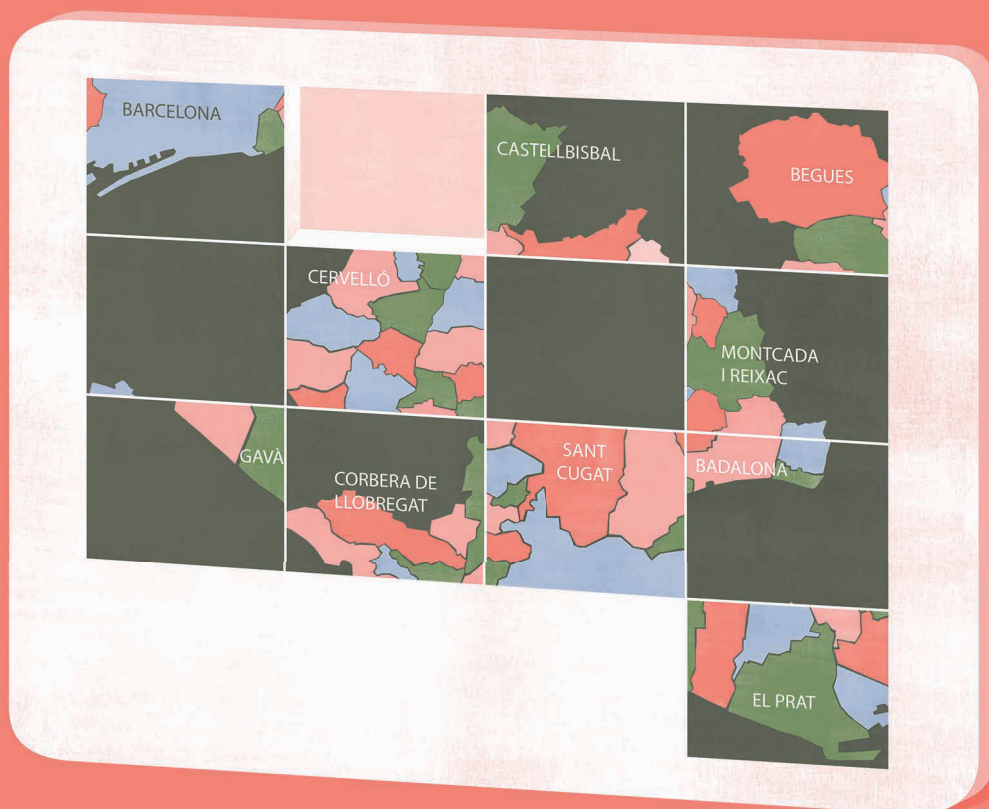 BARCELONA
CASTELLBISBAL
BEGUES
CERVELLÓ
MONTCADA
I REIXAC
GAVÀ
CORBERA DE
LLOBREGAT
SANT
CUGAT
BADALONA
EL PRAT